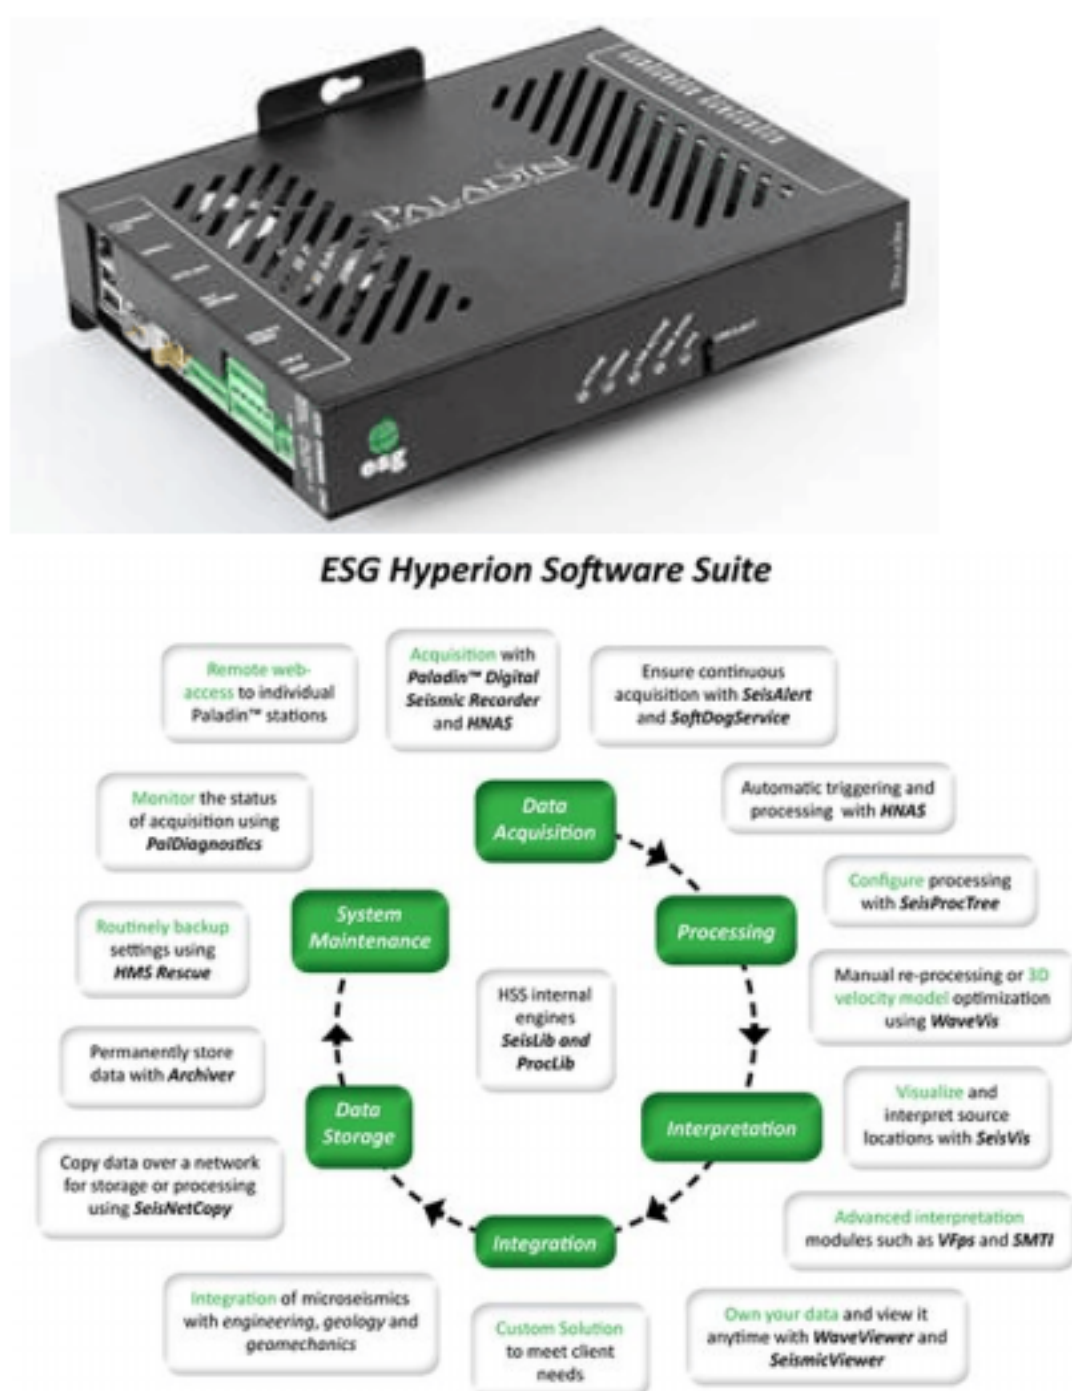 PALADIN
esg
ESG Hyperion Software Suite
Remote web-
access to individual
Paladin™ stations
Acquisition with
Paladin™ Digital
Seismic Recorder
and HNAS
Ensure continuous
acquisition with SeisAlert
and SoftDogService
Monitor the status
of acquisition using
PalDiagnostics
Data
Acquisition
Automatic triggering and
processing with HNAS
Configure processing
with SeisProcTree
System
Maintenance
Processing
Routinely backup
settings using
HMS Rescue
HSS internal
engines
SeisLib and
ProcLib
Manual re-processing or 3D
velocity model optimization
using WaveVis
Permanently store
data with Archiver
Data
Storage
Interpretation
Visualize and
interpret source
locations with SeisVis
Copy data over a network
for storage or processing
using SeisNetCopy
Integration
Advanced interpretation
modules such as VFps and SMTI
Integration of microseismics
with engineering, geology and
geomechanics
Custom Solution
to meet client
needs
Own your data and view it
anytime with WaveViewer and
SeismicViewer